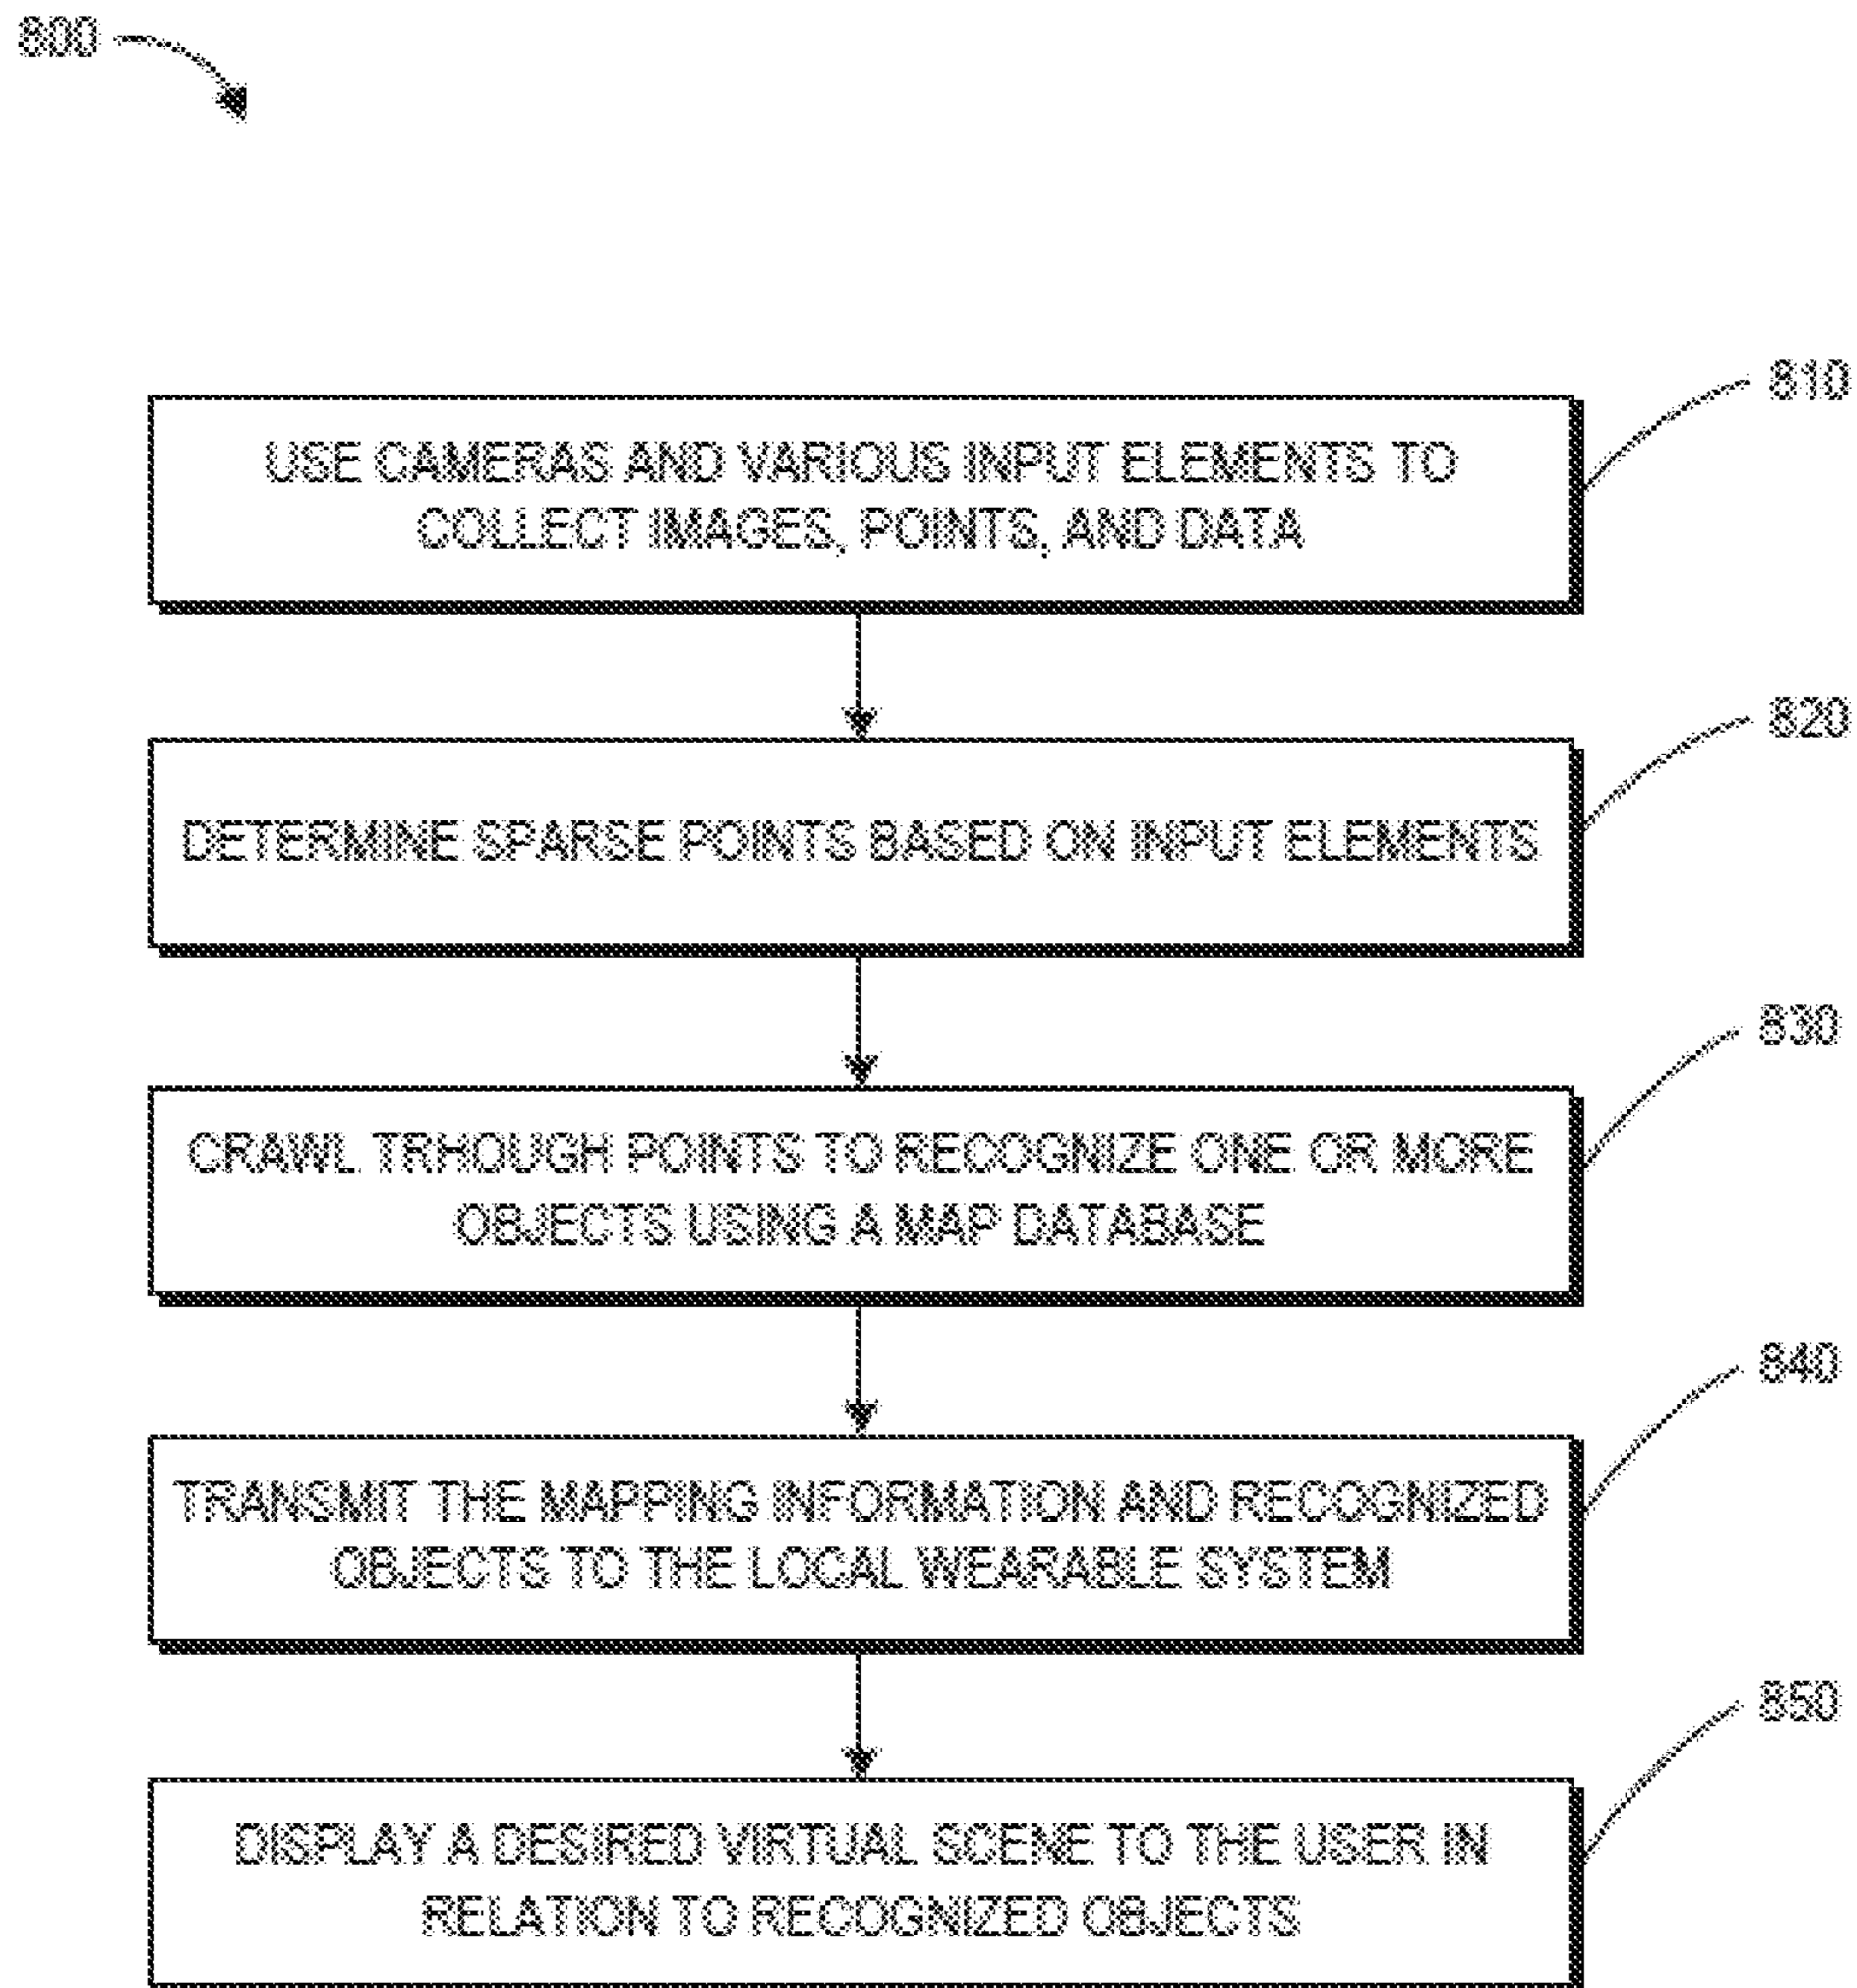 800
810
USE CAMERAS AND VARIOUS INPUT ELEMENTS TO
COLLECT IMAGES, POINTS, AND DATA
820
DETERMINE SPARSE POINTS BASED ON INPUT ELEMENTS
830
CRAWL TRHOUGH POINTS TO RECOGNIZE ONE OR MORE
OBJECTS USING A MAP DATABASE
840
TRANSMIT THE MAPPING INFORMATION AND RECOGNIZED
OBJECTS TO THE LOCAL WEARABLE SYSTEM
850
DISPLAY A DESIRED VIRTUAL SCENE TO THE USER IN
RELATION TO RECOGNIZED OBJECTS